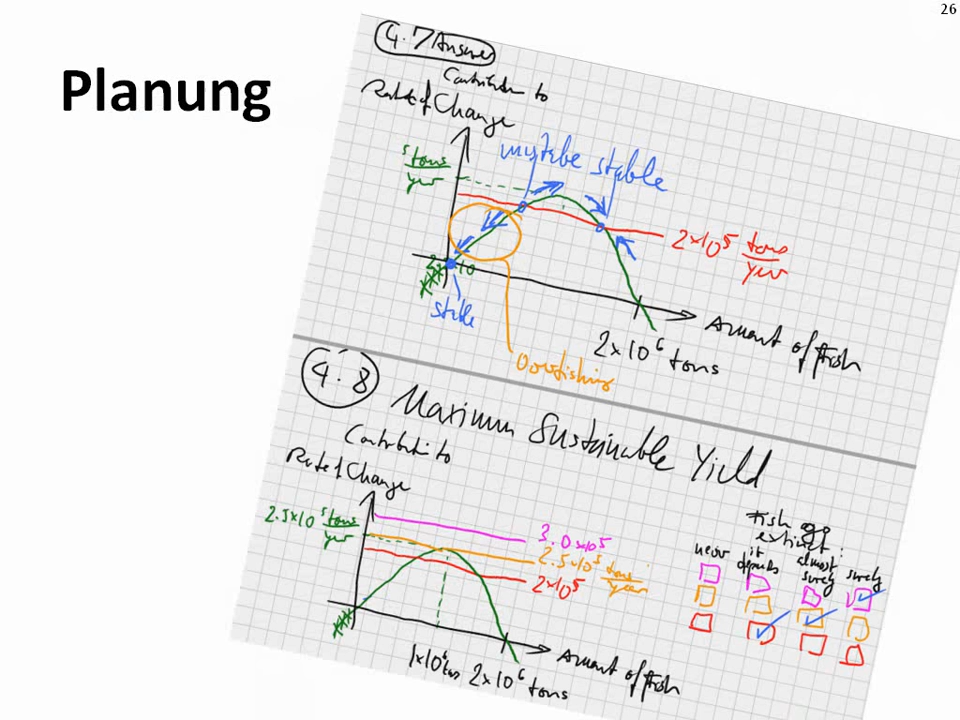 26
Planung
4.7 Answer
Contribution to
Rate of Change
tons
year
stable
2×10⁵ tons
year
stable
Amount of Fish
2×10⁶ tons
overfishing
4.8
Maximum Sustainable Yield
Contribution to
Rate of Change
2.5×10⁵ tons
year
3.0×10⁵
2.5×10⁵ tons
year
2×10⁵
Fish go
extinct:
never
it
depends
almost
surely
surely
1×10⁶ tons
2×10⁶ tons
Amount of Fish